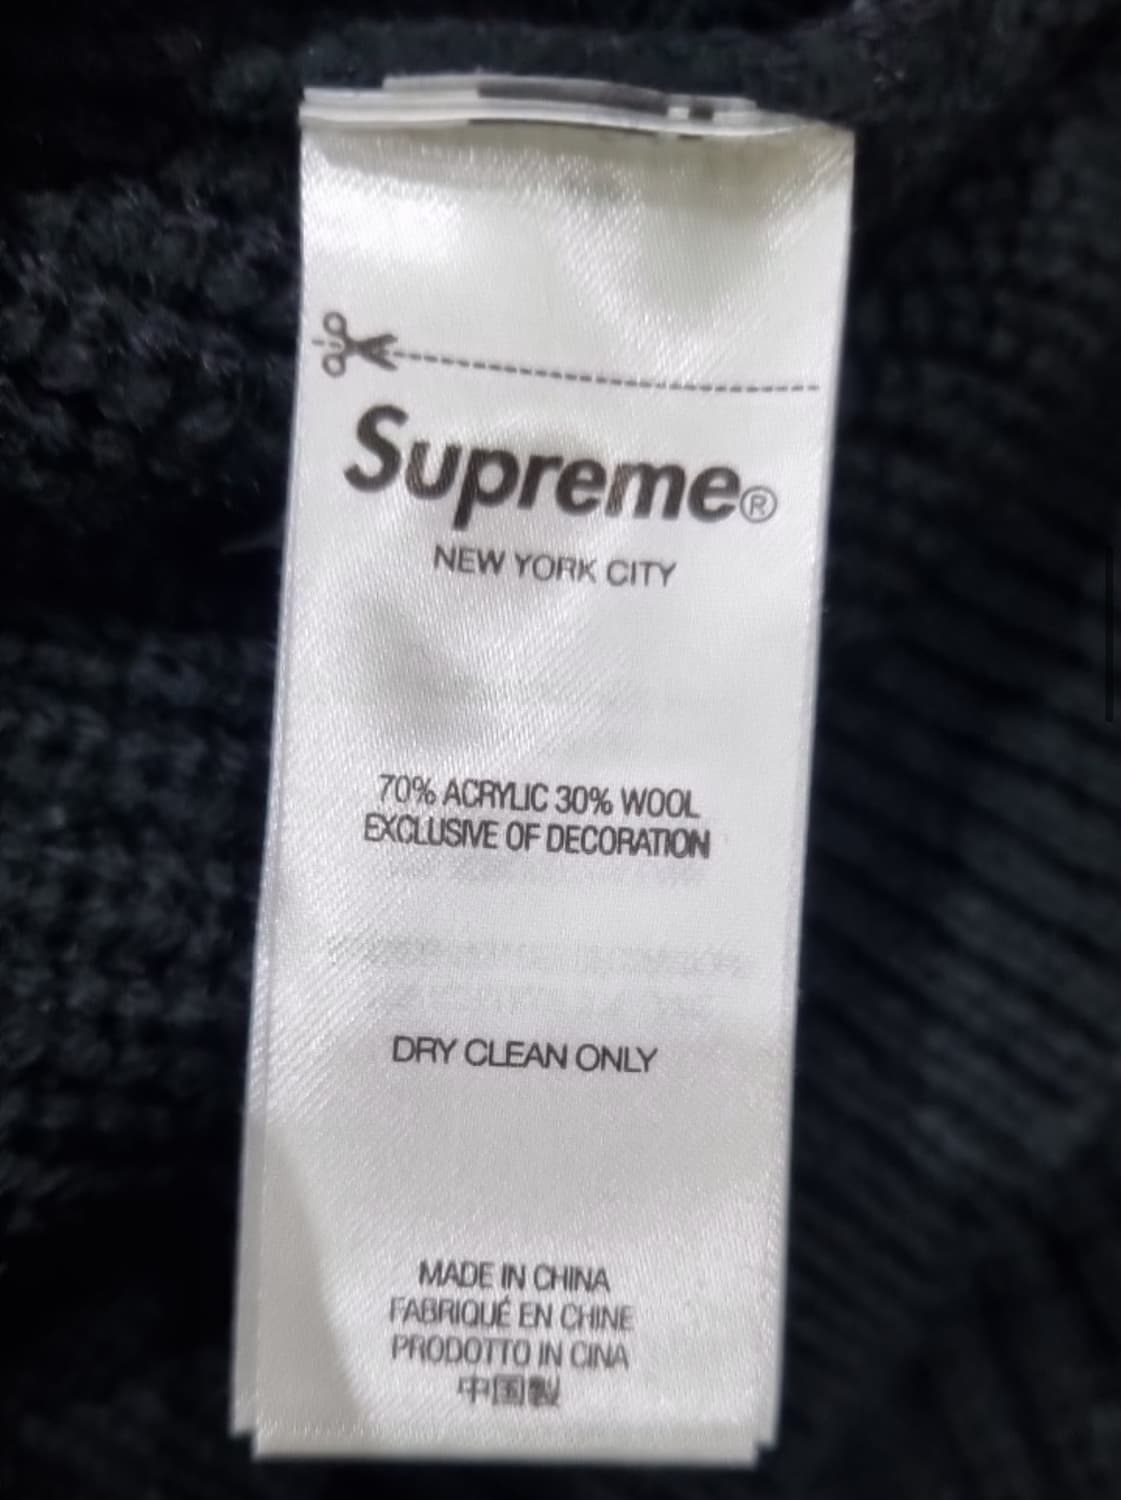 Supreme®
NEW YORK CITY
70% ACRYLIC 30% WOOL
EXCLUSIVE OF DECORATION
DRY CLEAN ONLY
MADE IN CHINA
FABRIQUÉ EN CHINE
PRODOTTO IN CINA
中国製